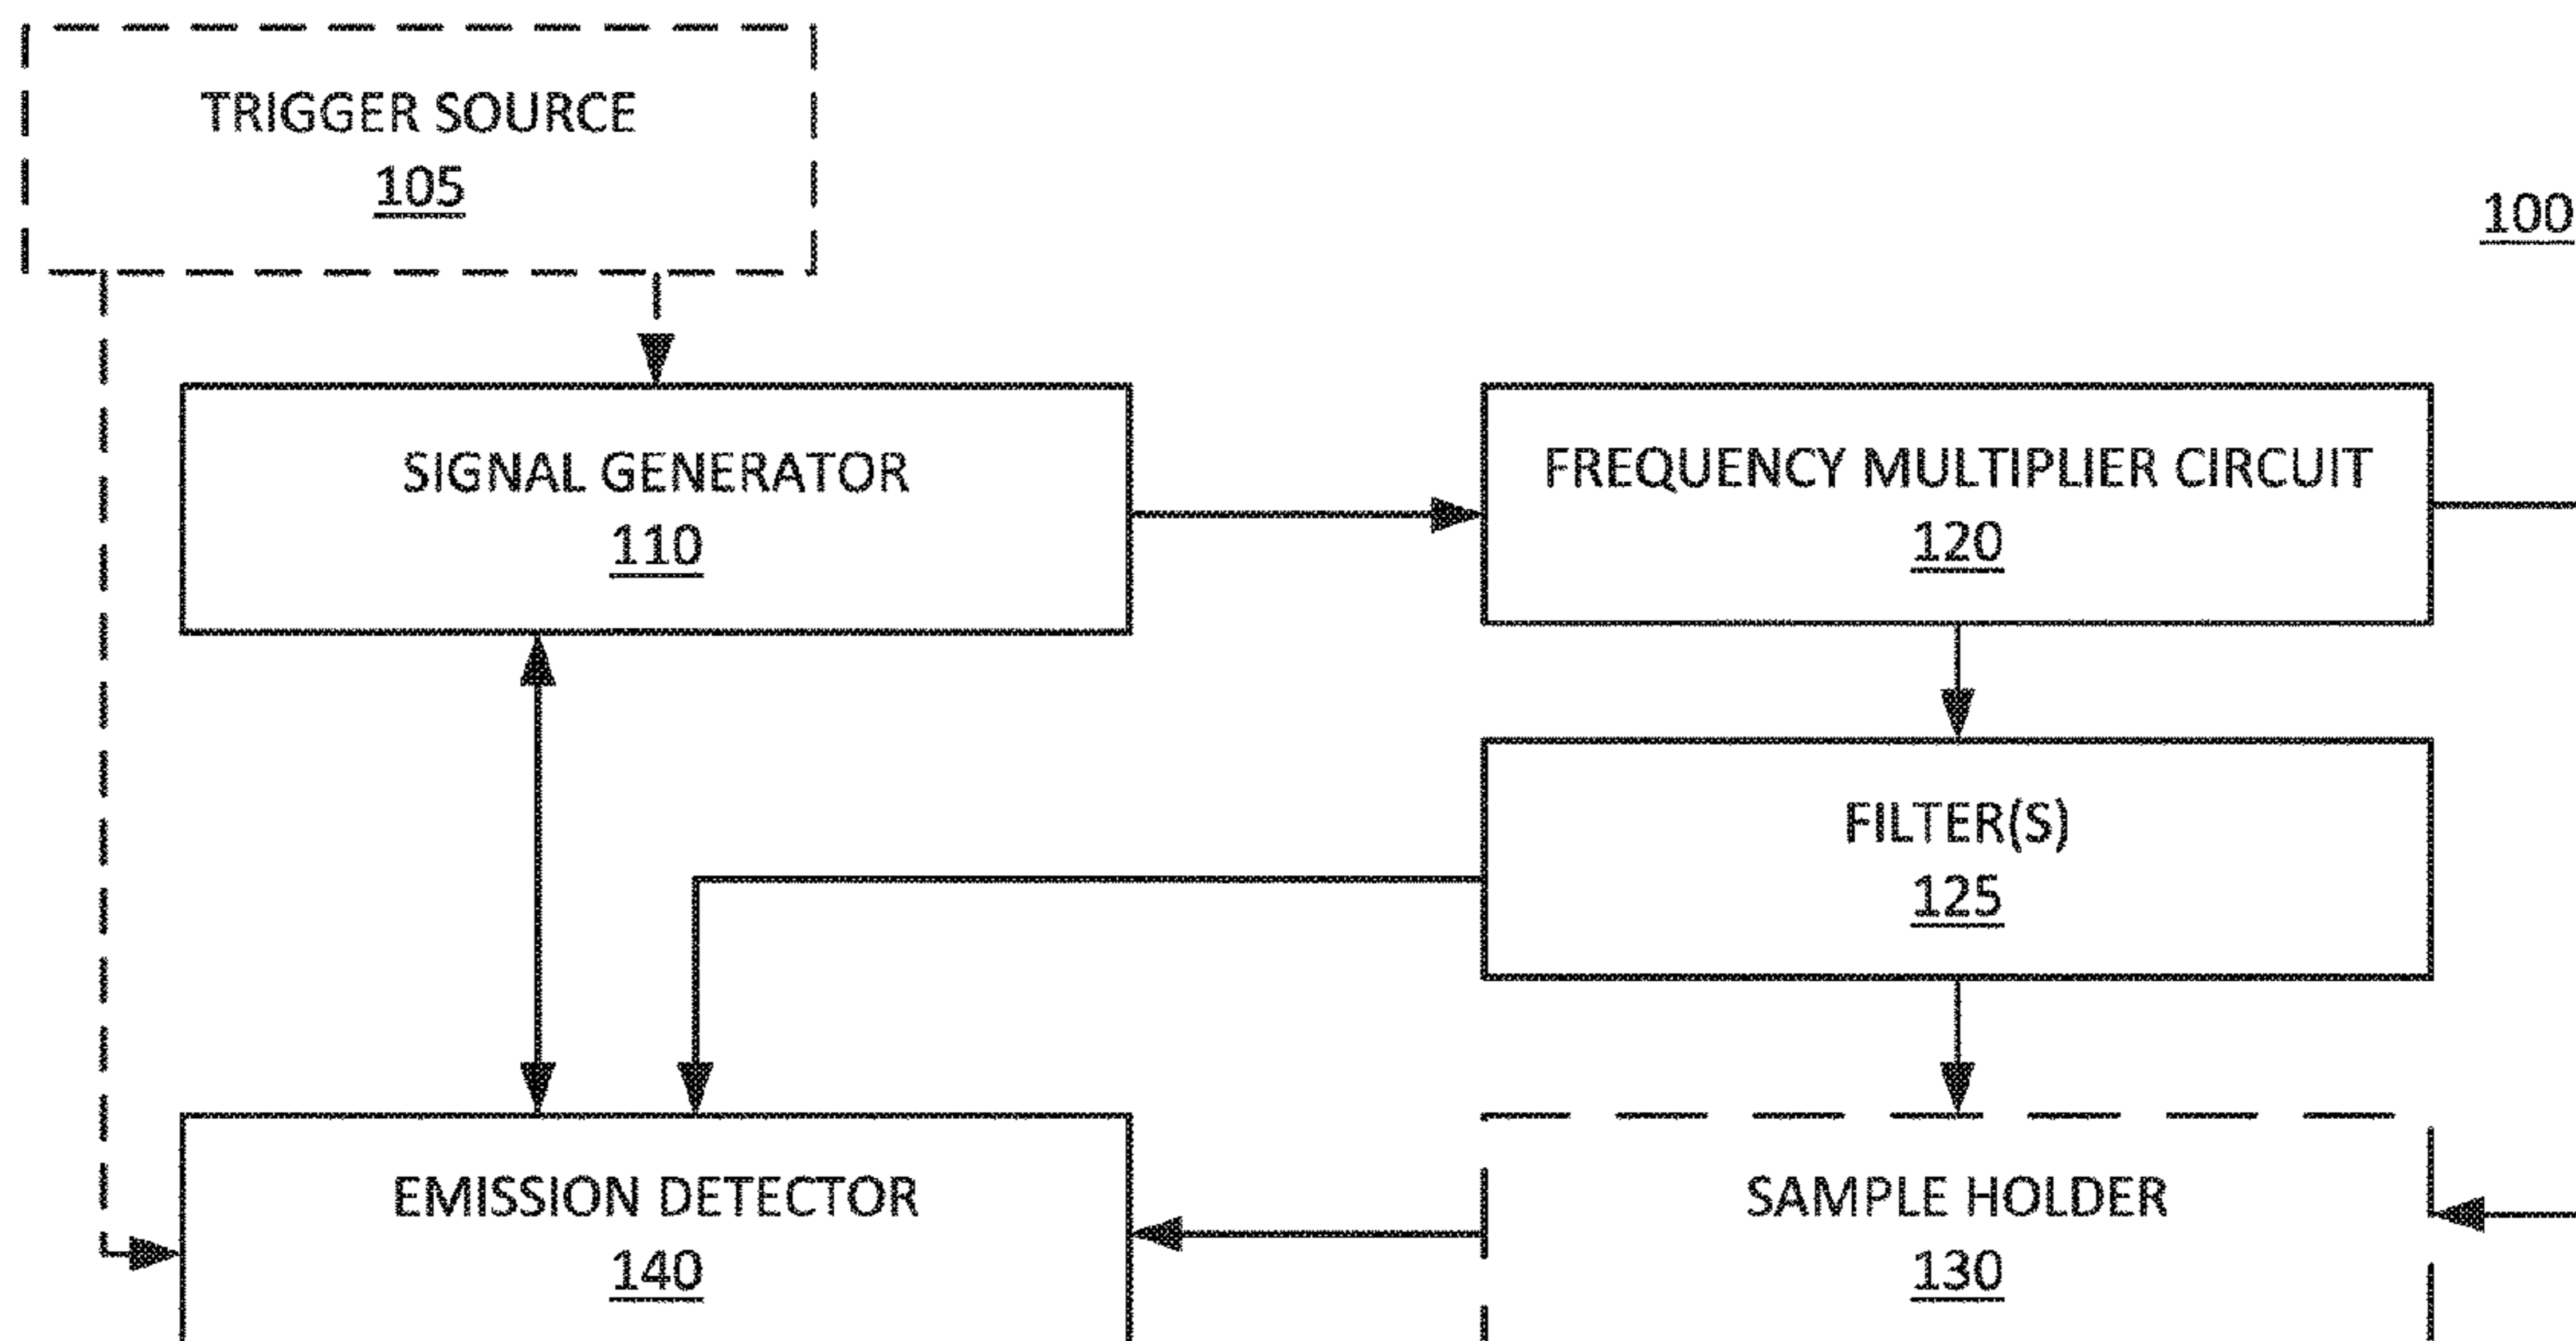 TRIGGER SOURCE
105
100
SIGNAL GENERATOR
110
FREQUENCY MULTIPLIER CIRCUIT
120
FILTER(S)
125
EMISSION DETECTOR
140
SAMPLE HOLDER
130